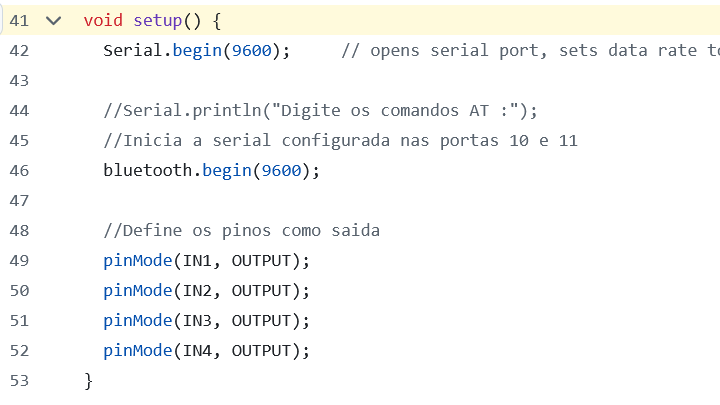 41 void setup() {
42 Serial.begin(9600); // opens serial port, sets data rate to
43
44 //Serial.println("Digite os comandos AT :");
45 //Inicia a serial configurada nas portas 10 e 11
46 bluetooth.begin(9600);
47
48 //Define os pinos como saida
49 pinMode(IN1, OUTPUT);
50 pinMode(IN2, OUTPUT);
51 pinMode(IN3, OUTPUT);
52 pinMode(IN4, OUTPUT);
53 }